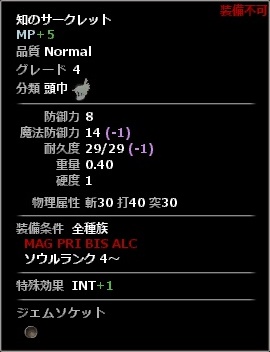 装備不可
知のサークレット
MP+5
品質 Normal
グレード 4
分類 頭巾
防御力 8
魔法防御力 14 (-1)
耐久度 29/29 (-1)
重量 0.40
硬度 1
物理属性 斬30 打40 突30
装備条件 全種族
MAG PRI BIS ALC
ソウルランク 4～
特殊効果 INT+1
ジェムソケット